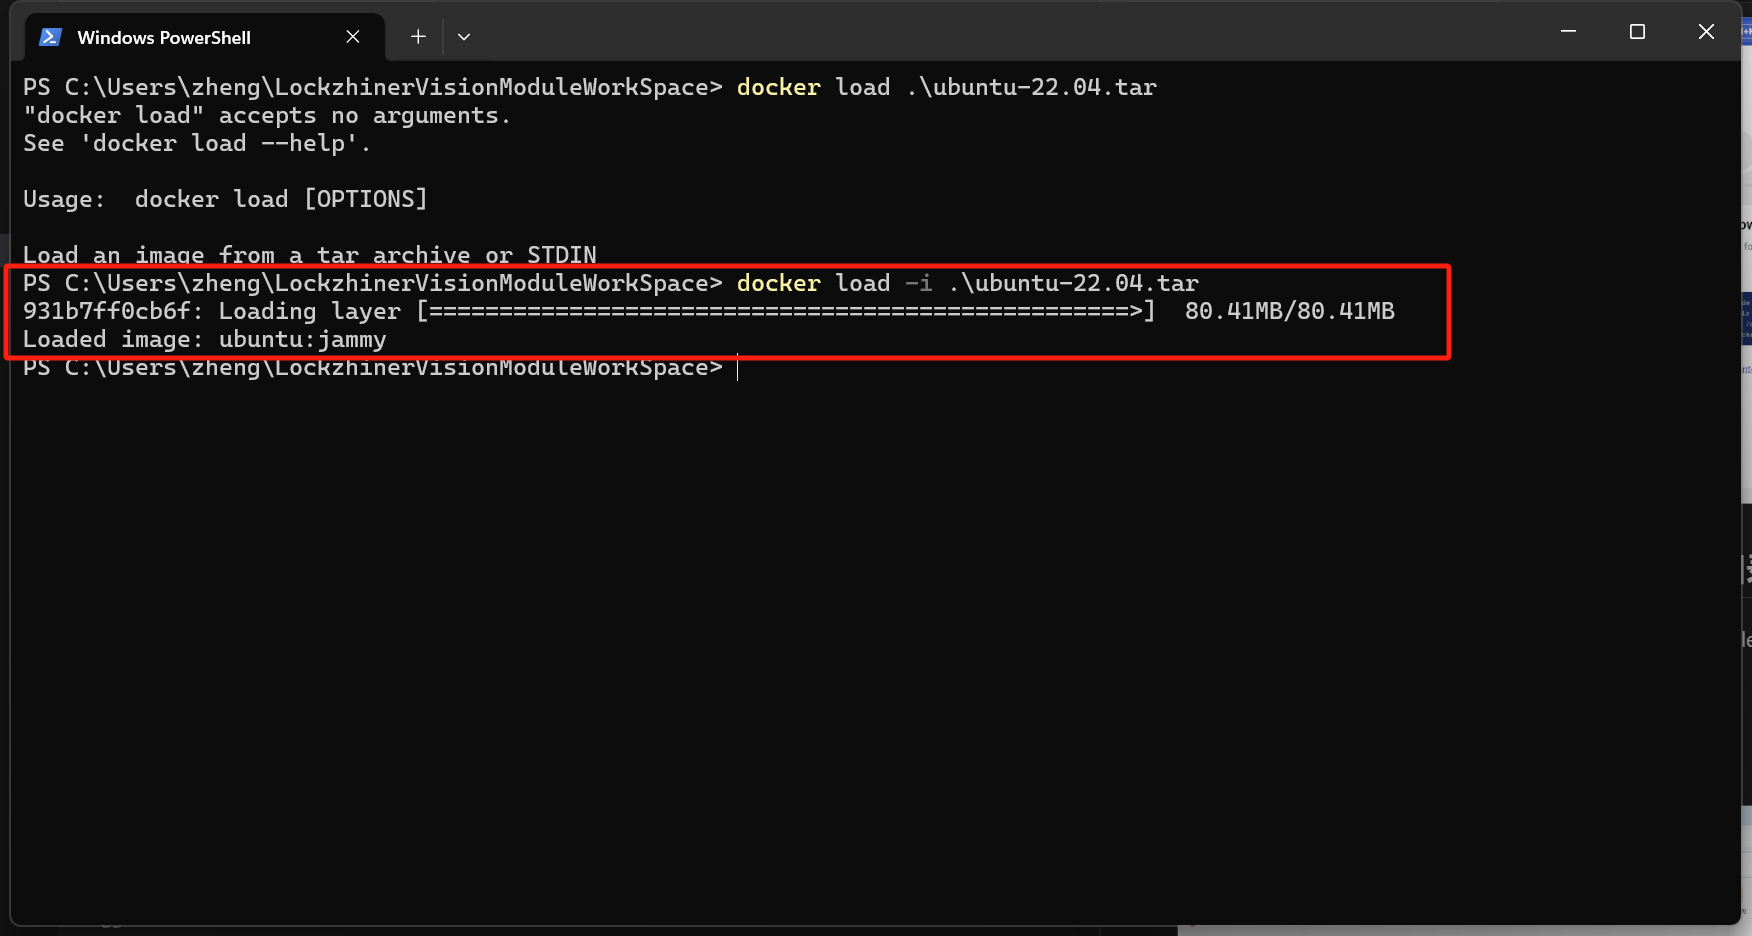 Windows PowerShell
PS C:\Users\zheng\LockzhinerVisionModuleWorkSpace> docker load .\ubuntu-22.04.tar
"docker load" accepts no arguments.
See 'docker load --help'.
Usage:  docker load [OPTIONS]
Load an image from a tar archive or STDIN
PS C:\Users\zheng\LockzhinerVisionModuleWorkSpace> docker load -i .\ubuntu-22.04.tar
931b7ff0cb6f: Loading layer [==================================================>]  80.41MB/80.41MB
Loaded image: ubuntu:jammy
PS C:\Users\zheng\LockzhinerVisionModuleWorkSpace>